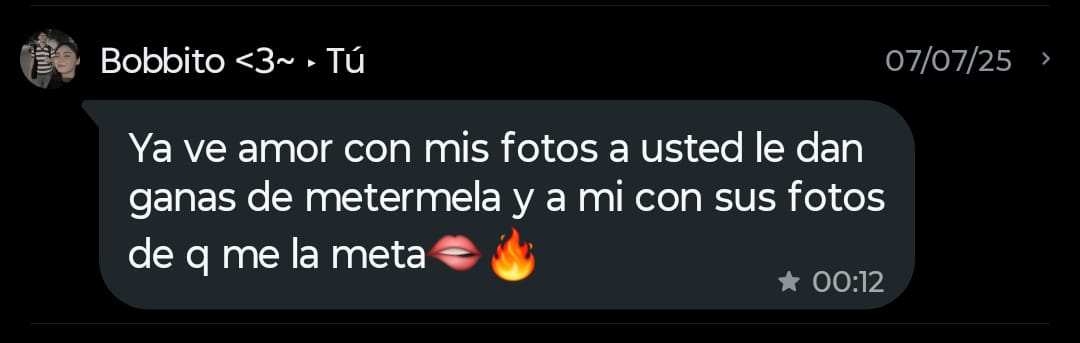 Bobbito <3~ ‣ Tú
07/07/25
Ya ve amor con mis fotos a usted le dan
ganas de metermela y a mi con sus fotos
de q me la meta🫦🔥
★ 00:12